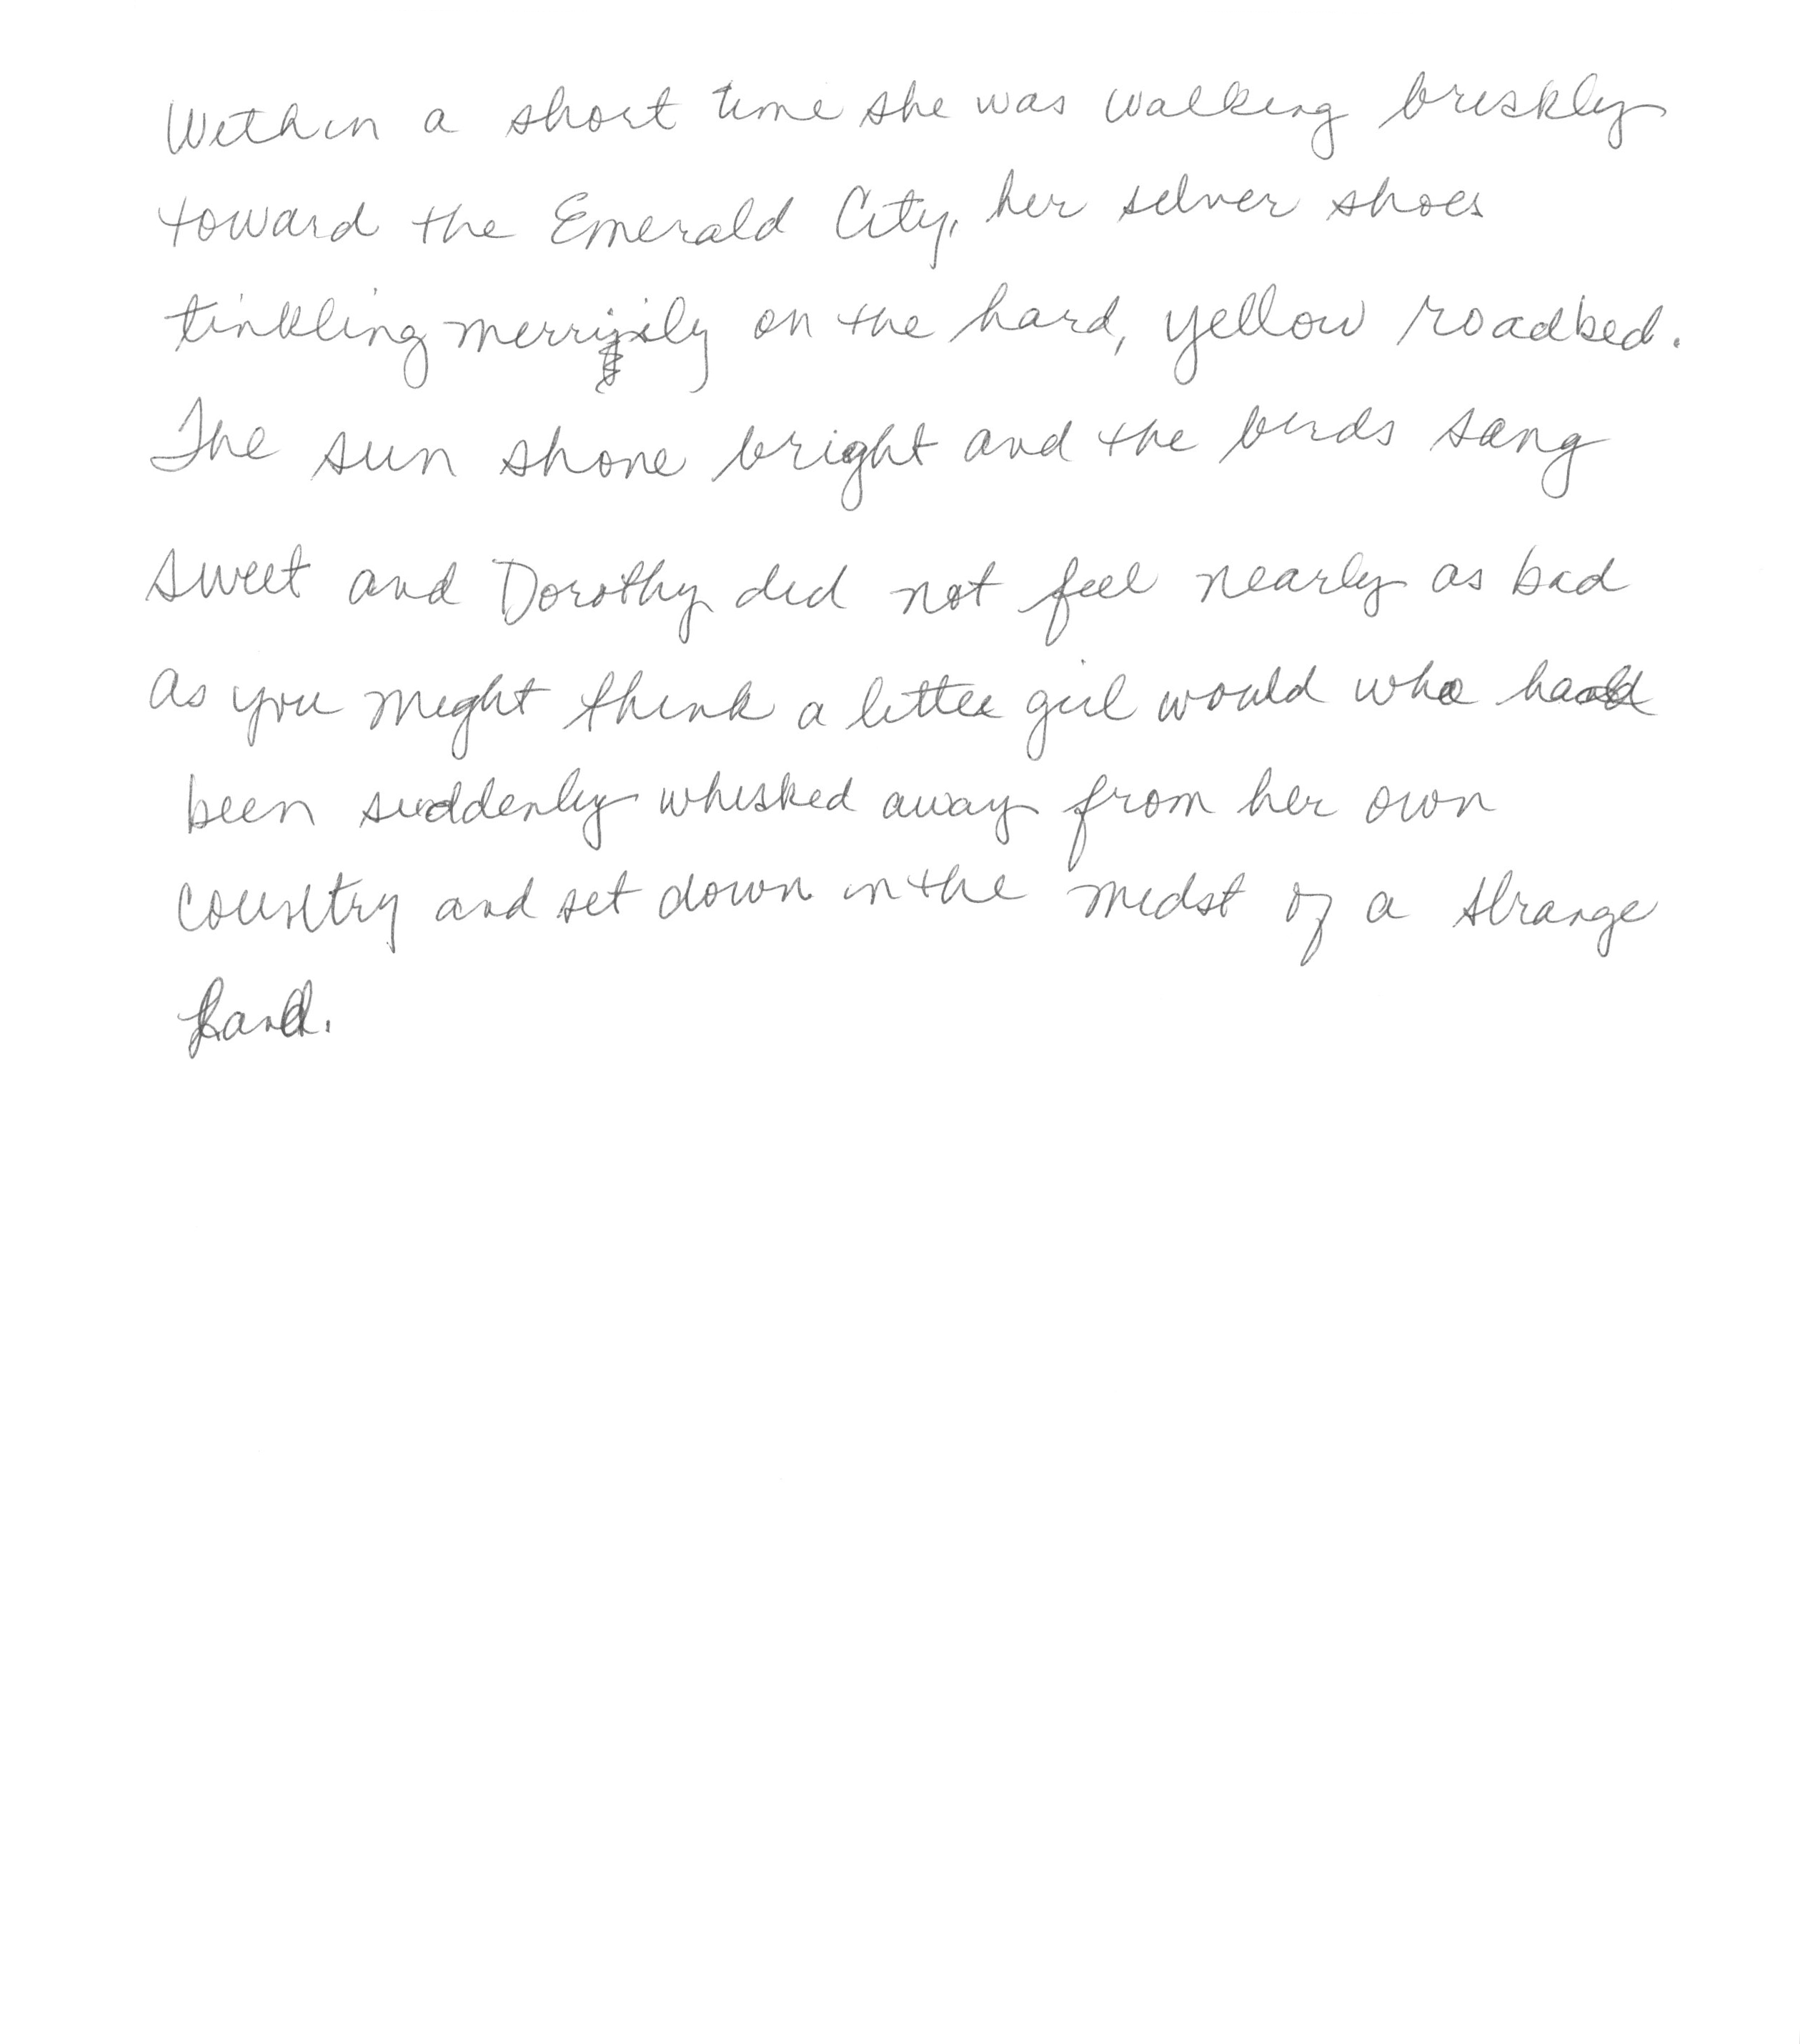 Within a short time she was walking briskly
toward the Emerald City, her silver shoes
tinkling merrily on the hard, yellow roadbed.
The sun shone bright and the birds sang
sweet and Dorothy did not feel nearly as bad
as you might think a little girl would who had
been suddenly whisked away from her own
country and set down in the midst of a strange
land.